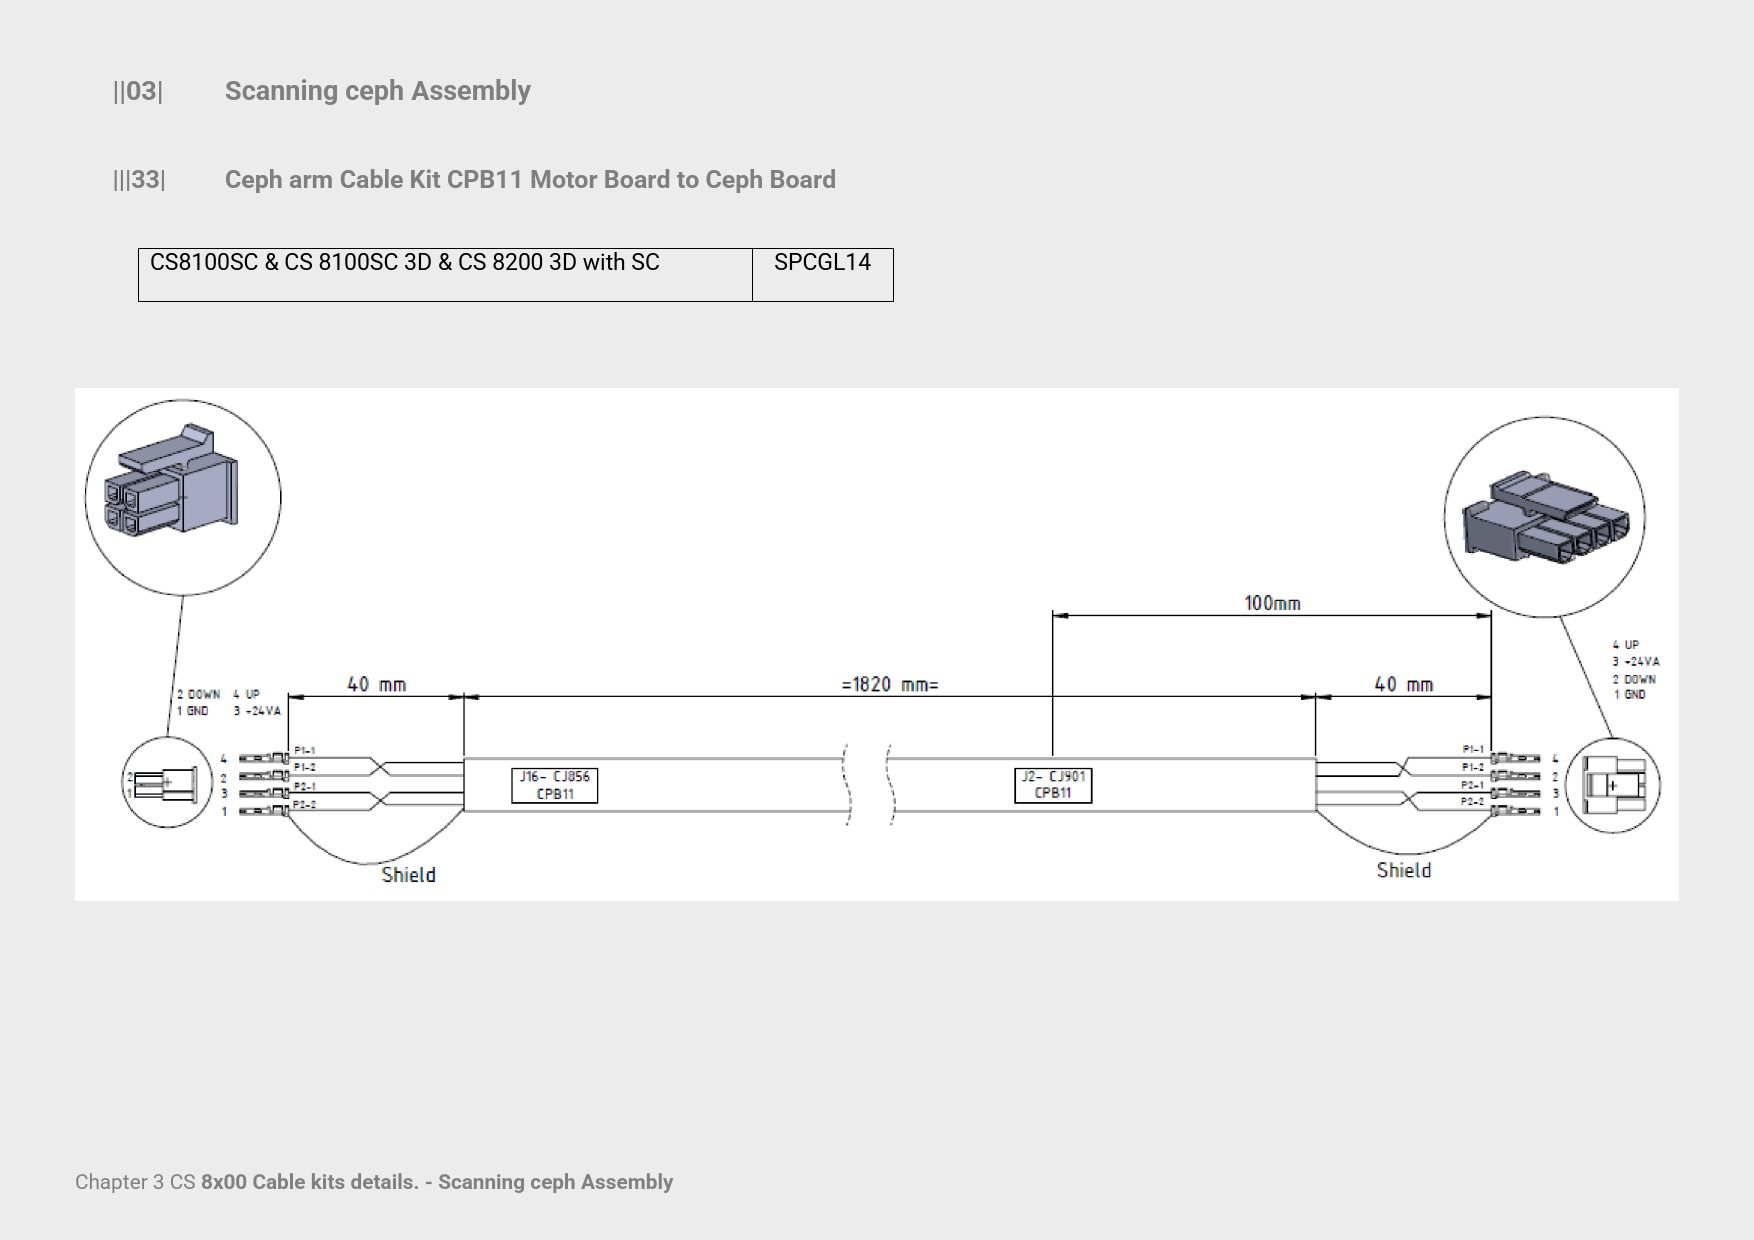 ||03| Scanning ceph Assembly
|||33| Ceph arm Cable Kit CPB11 Motor Board to Ceph Board
CS8100SC & CS 8100SC 3D & CS 8200 3D with SC SPCGL14
100mm
4 UP
3 +24VA
2 DOWN
1 GND
40 mm =1820 mm= 40 mm
2 DOWN 4 UP
1 GND 3 +24VA
4 P1-1
2 P1-2
3 P2-1
1 P2-2
2
1
J16- CJ856
CPB11
J2- CJ901
CPB11
P1-1 4
P1-2 2
P2-1 3
P2-2 1
Shield
Shield
Chapter 3 CS 8x00 Cable kits details. - Scanning ceph Assembly